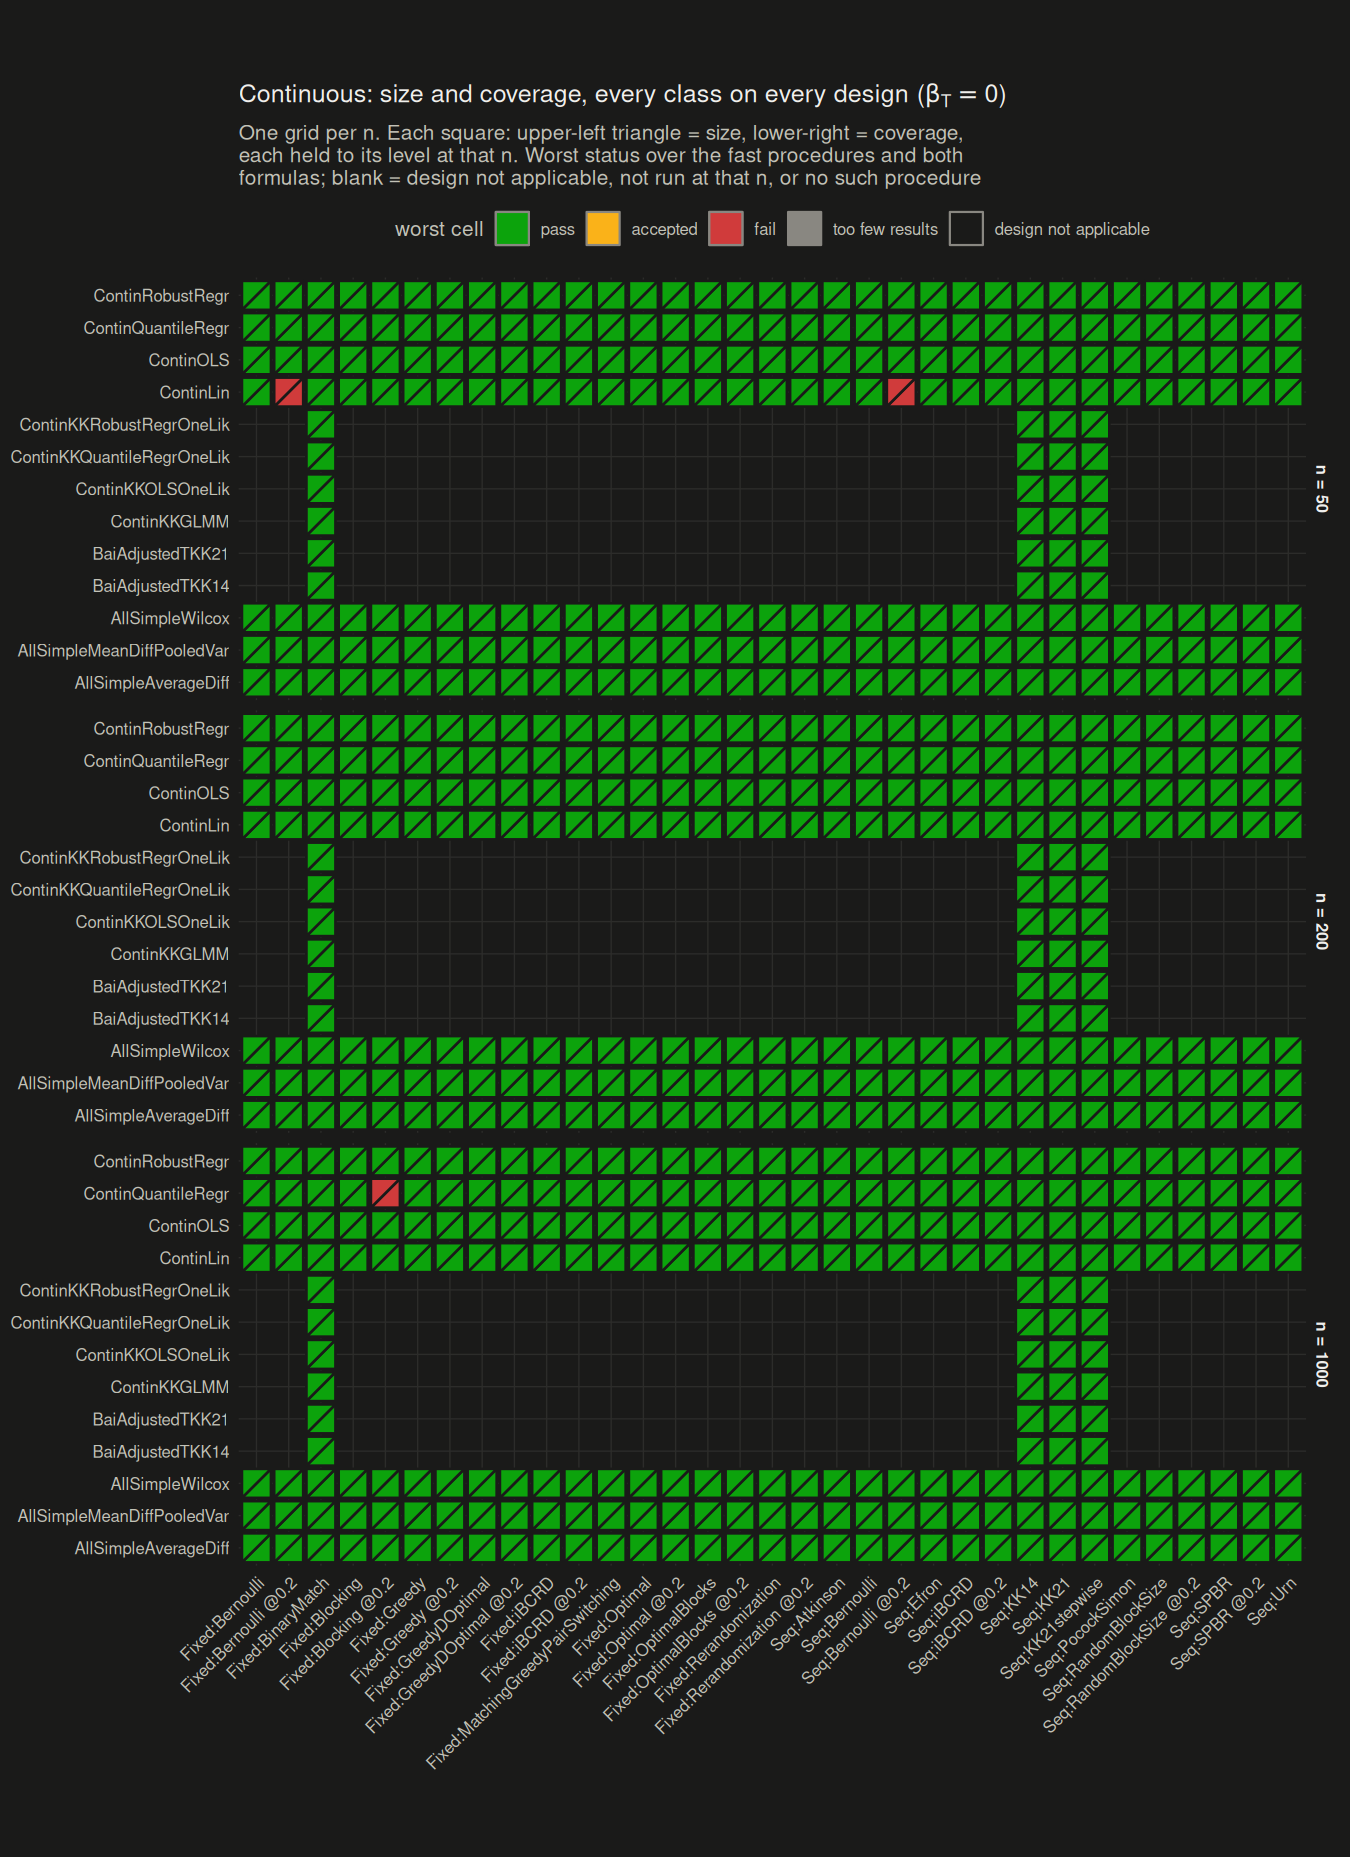 Continuous: size and coverage, every class on every design (βT = 0)
One grid per n. Each square: upper-left triangle = size, lower-right = coverage,
each held to its level at that n. Worst status over the fast procedures and both
formulas; blank = design not applicable, not run at that n, or no such procedure
worst cell pass accepted fail too few results design not applicable
ContinRobustRegr
ContinQuantileRegr
ContinOLS
ContinLin
ContinKKRobustRegrOneLik
ContinKKQuantileRegrOneLik
ContinKKOLSOneLik
ContinKKGLMM
BaiAdjustedTKK21
BaiAdjustedTKK14
AllSimpleWilcox
AllSimpleMeanDiffPooledVar
AllSimpleAverageDiff
n = 50
ContinRobustRegr
ContinQuantileRegr
ContinOLS
ContinLin
ContinKKRobustRegrOneLik
ContinKKQuantileRegrOneLik
ContinKKOLSOneLik
ContinKKGLMM
BaiAdjustedTKK21
BaiAdjustedTKK14
AllSimpleWilcox
AllSimpleMeanDiffPooledVar
AllSimpleAverageDiff
n = 200
ContinRobustRegr
ContinQuantileRegr
ContinOLS
ContinLin
ContinKKRobustRegrOneLik
ContinKKQuantileRegrOneLik
ContinKKOLSOneLik
ContinKKGLMM
BaiAdjustedTKK21
BaiAdjustedTKK14
AllSimpleWilcox
AllSimpleMeanDiffPooledVar
AllSimpleAverageDiff
n = 1000
Fixed:Bernoulli
Fixed:Bernoulli @0.2
Fixed:BinaryMatch
Fixed:Blocking
Fixed:Blocking @0.2
Fixed:Greedy
Fixed:Greedy @0.2
Fixed:GreedyDOptimal
Fixed:GreedyDOptimal @0.2
Fixed:iBCRD
Fixed:iBCRD @0.2
Fixed:MatchingGreedyPairSwitching
Fixed:Optimal
Fixed:Optimal @0.2
Fixed:OptimalBlocks
Fixed:OptimalBlocks @0.2
Fixed:Rerandomization
Fixed:Rerandomization @0.2
Seq:Atkinson
Seq:Bernoulli
Seq:Bernoulli @0.2
Seq:Efron
Seq:iBCRD
Seq:iBCRD @0.2
Seq:KK14
Seq:KK21
Seq:KK21stepwise
Seq:PocockSimon
Seq:RandomBlockSize
Seq:RandomBlockSize @0.2
Seq:SPBR
Seq:SPBR @0.2
Seq:Urn